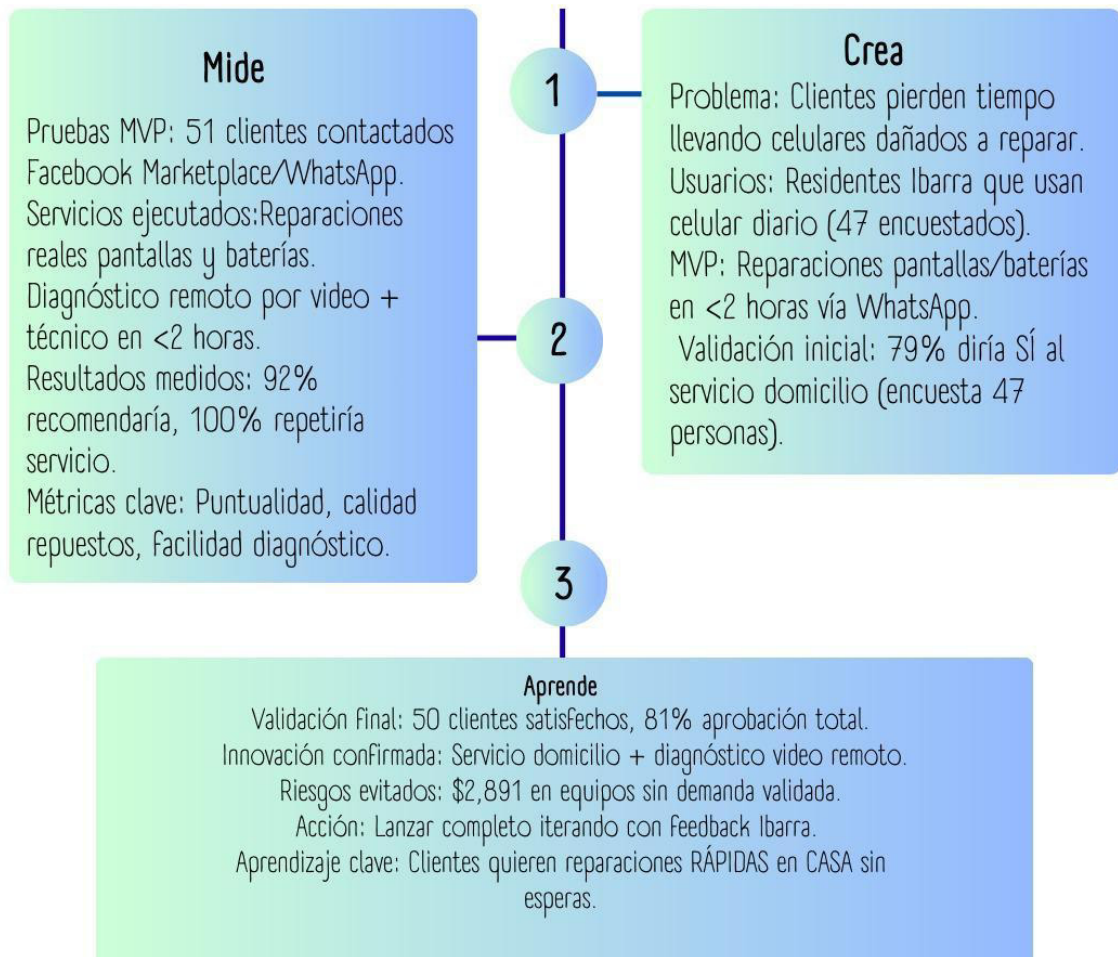 1
Crea
Problema: Clientes pierden tiempo
llevando celulares dañados a reparar.
Usuarios: Residentes Ibarra que usan
celular diario (47 encuestados).
MVP: Reparaciones pantallas/baterías
en <2 horas vía WhatsApp.
Validación inicial: 79% diría SÍ al
servicio domicilio (encuesta 47
personas).
2
Mide
Pruebas MVP: 51 clientes contactados
Facebook Marketplace/WhatsApp.
Servicios ejecutados:Reparaciones
reales pantallas y baterías.
Diagnóstico remoto por video +
técnico en <2 horas.
Resultados medidos: 92%
recomendaría, 100% repetiría
servicio.
Métricas clave: Puntualidad, calidad
repuestos, facilidad diagnóstico.
3
Aprende
Validación final: 50 clientes satisfechos, 81% aprobación total.
Innovación confirmada: Servicio domicilio + diagnóstico video remoto.
Riesgos evitados: $2,891 en equipos sin demanda validada.
Acción: Lanzar completo iterando con feedback Ibarra.
Aprendizaje clave: Clientes quieren reparaciones RÁPIDAS en CASA sin
esperas.